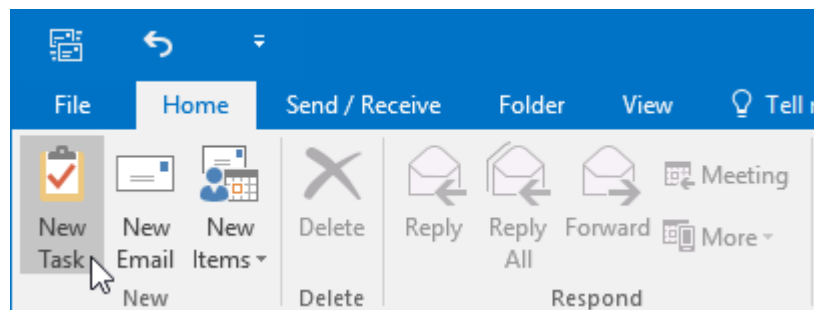 File Home Send / Receive Folder View Tell
New Task
New Email
New Items
Delete
Reply
Reply All
Forward
Meeting
More
New Delete Respond